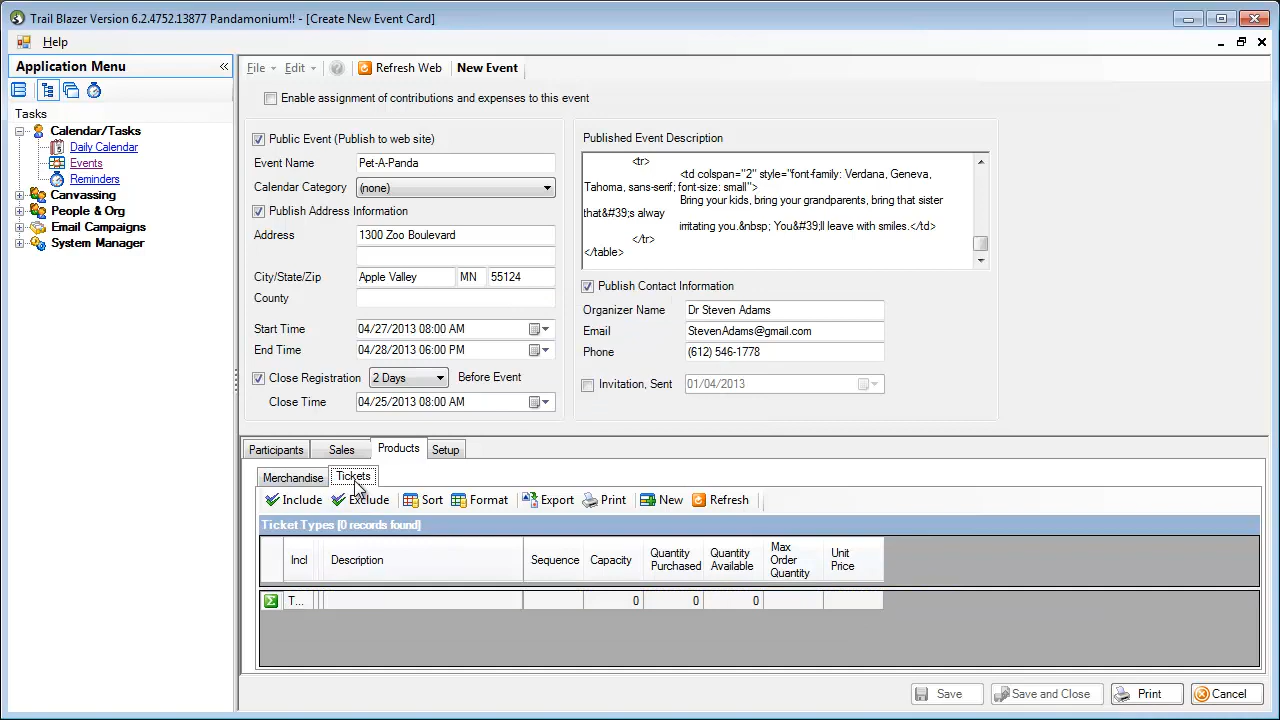 Trail Blazer Version 6.2.4752.13877 Pandamonium!! - [Create New Event Card]
Help
Application Menu
Tasks
Calendar/Tasks
Daily Calendar
Events
Reminders
Canvassing
People & Org
Email Campaigns
System Manager
File Edit Refresh Web New Event
Enable assignment of contributions and expenses to this event
Public Event (Publish to web site)
Event Name Pet-A-Panda
Calendar Category (none)
Publish Address Information
Address 1300 Zoo Boulevard
City/State/Zip Apple Valley MN 55124
County
Start Time 04/27/2013 08:00 AM
End Time 04/28/2013 06:00 PM
Close Registration 2 Days Before Event
Close Time 04/25/2013 08:00 AM
Published Event Description
<tr>
<td colspan="2" style="font-family: Verdana, Geneva,
Tahoma, sans-serif; font-size: small">
Bring your kids, bring your grandparents, bring that sister
that&#39;s alway
irritating you.&nbsp; You&#39;ll leave with smiles.</td>
</tr>
</table>
Publish Contact Information
Organizer Name Dr Steven Adams
Email StevenAdams@gmail.com
Phone (612) 546-1778
Invitation, Sent 01/04/2013
Participants Sales Products Setup
Merchandise Tickets
Include Exclude Sort Format Export Print New Refresh
Ticket Types [0 records found]
Incl Description Sequence Capacity Quantity Purchased Quantity Available Max Order Quantity Unit Price
T... 0 0 0
Save Save and Close Print Cancel